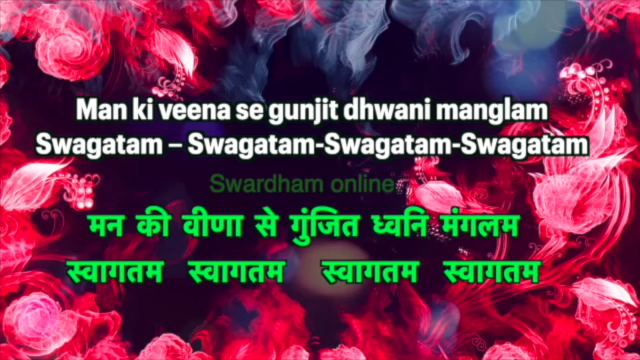 Man ki veena se gunjit dhwani manglam
Swagatam – Swagatam-Swagatam-Swagatam
Swardham online
मन की वीणा से गुंजित ध्वनि मंगलम
स्वागतम स्वागतम स्वागतम स्वागतम